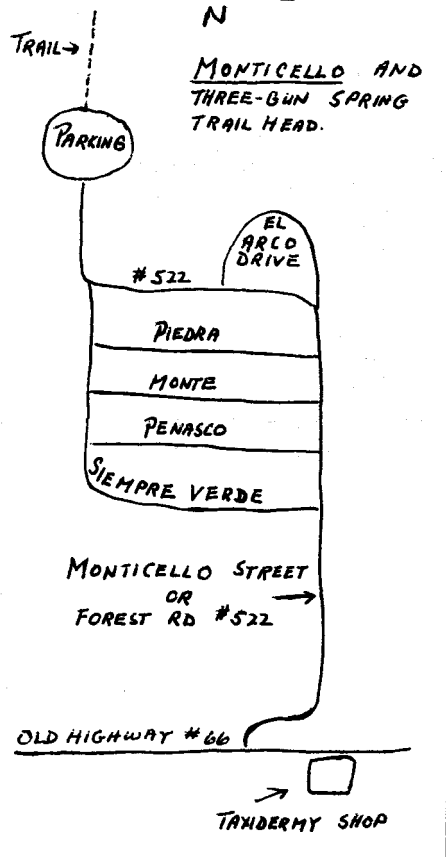 N
TRAIL→
MONTICELLO AND
THREE-GUN SPRING
TRAIL HEAD.
PARKING
EL
ARCO
DRIVE
#522
PIEDRA
MONTE
PENASCO
SIEMPRE VERDE
MONTICELLO STREET
OR
FOREST RD #522
OLD HIGHWAY #66
TAXIDERMY SHOP